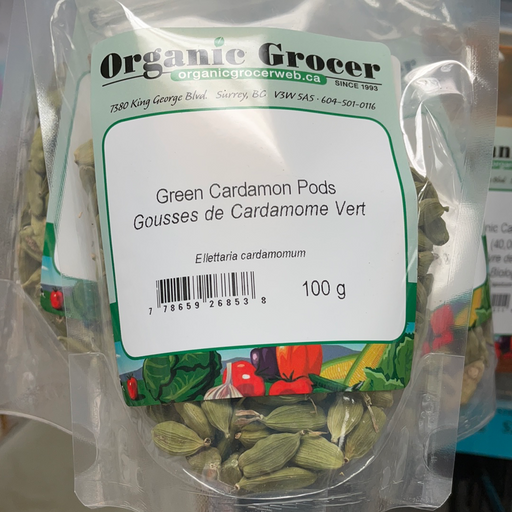 Organic Grocer
organicgrocerweb.ca
SINCE 1993
7380 King George Blvd. Surrey, BC V3W 5A5 · 604-501-0116
Green Cardamon Pods
Gousses de Cardamome Vert
Ellettaria cardamomum
7 78659 26853 8
100 g